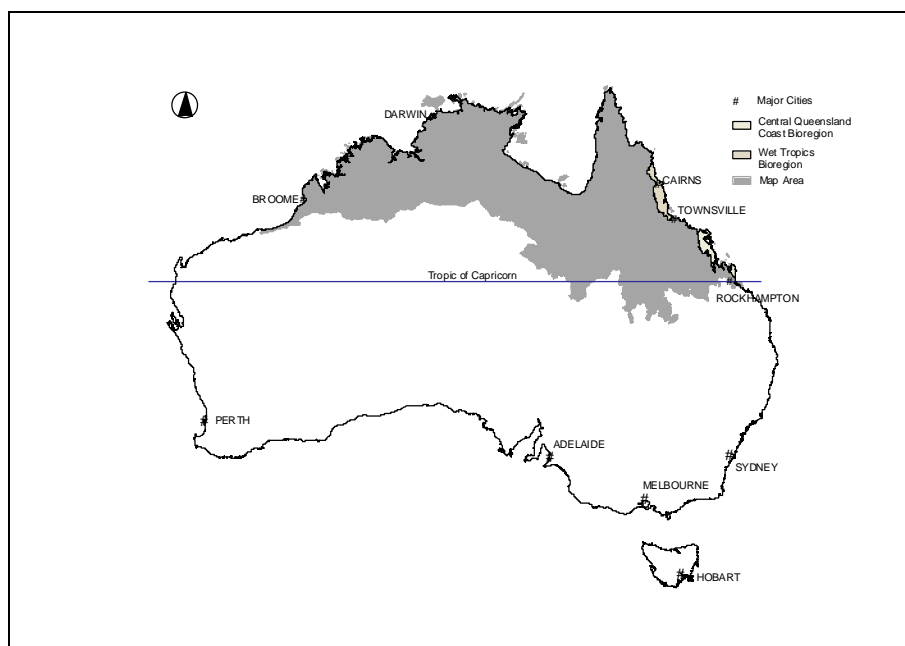 DARWIN
# Major Cities
Central Queensland
Coast Bioregion
Wet Tropics
Bioregion
Map Area
CAIRNS
BROOME
TOWNSVILLE
Tropic of Capricorn
ROCKHAMPTON
PERTH
ADELAIDE
SYDNEY
MELBOURNE
HOBART